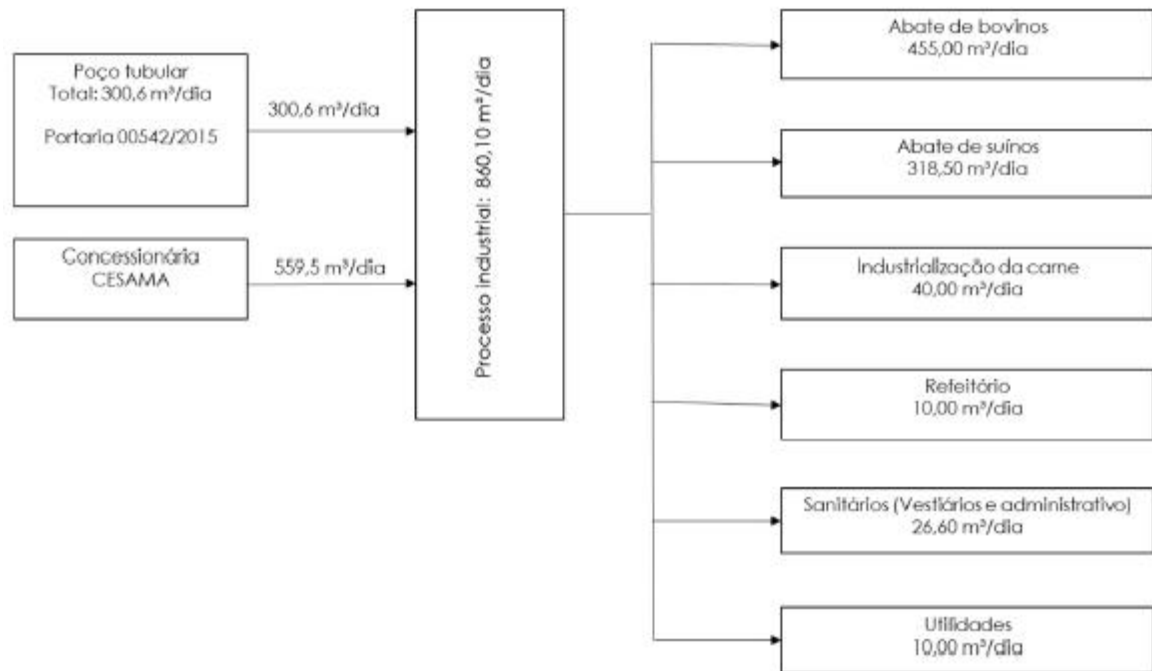 Poço tubular
Total: 300,6 m³/dia
Portaria 00542/2015
300,6 m³/dia
Concessionária
CESAMA
559,5 m³/dia
Processo industrial: 860,10 m³/dia
Abate de bovinos
455,00 m³/dia
Abate de suínos
318,50 m³/dia
Industrialização da carne
40,00 m³/dia
Refeitório
10,00 m³/dia
Sanitários (Vestiários e administrativo)
26,60 m³/dia
Utilidades
10,00 m³/dia